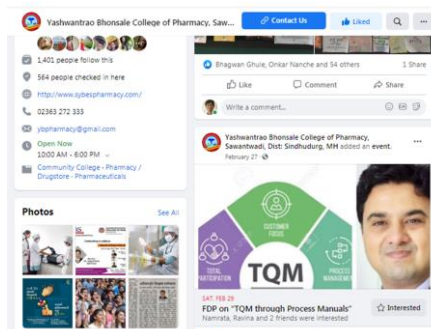 Yashwantrao Bhonsale College of Pharmacy, Saw...
Contact Us
Liked
1,401 people follow this
564 people checked in here
http://www.sybespharmacy.com/
02363 272 333
ybpharmacy@gmail.com
Open Now
10:00 AM - 6:00 PM
Community College · Pharmacy /
Drugstore · Pharmaceuticals
Photos
See All
Bhagwan Ghule, Onkar Nanche and 54 others
1 Share
Like
Comment
Share
Write a comment...
Yashwantrao Bhonsale College of Pharmacy,
Sawantwadi, Dist: Sindhudurg, MH added an event.
February 27
CUSTOMER
FOCUS
TOTAL
PARTICIPATION
PROCESS
MANAGEMENT
TQM
SAT, FEB 29
FDP on "TQM through Process Manuals"
Namrata, Ravina and 2 friends were interested
Interested